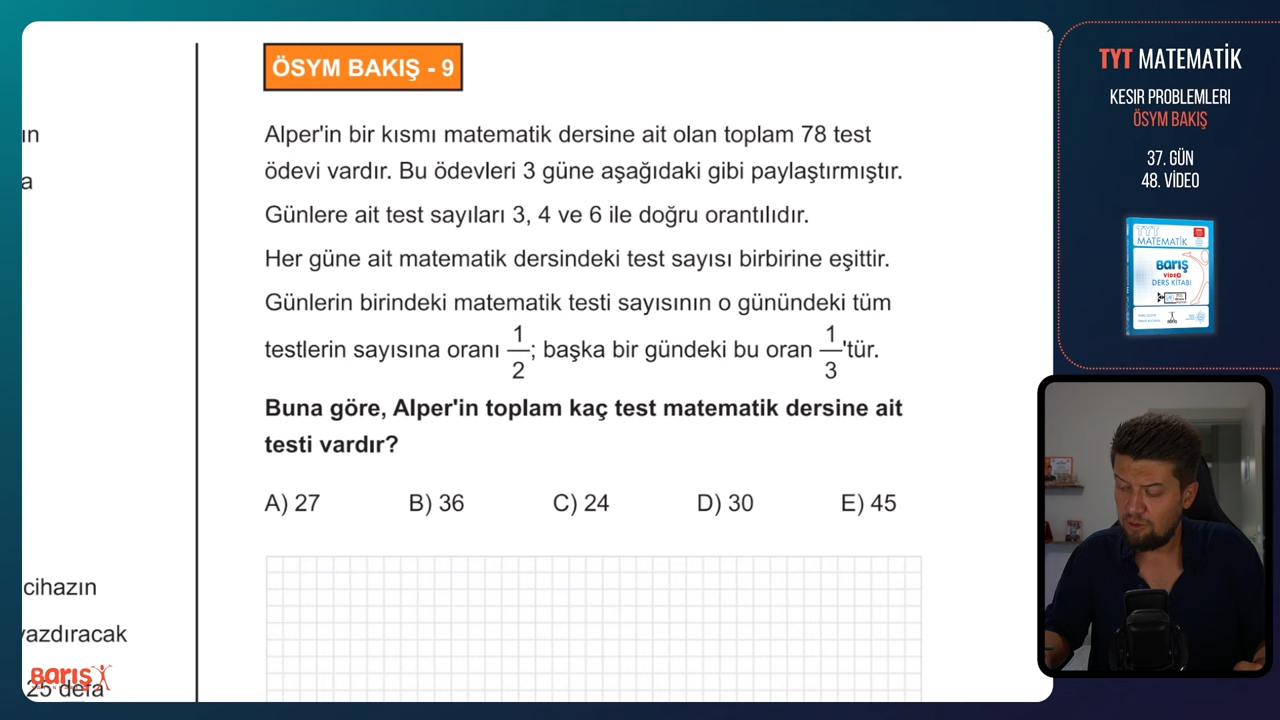 ÖSYM BAKIŞ - 9
ın
a
Alper'in bir kısmı matematik dersine ait olan toplam 78 test
ödevi vardır. Bu ödevleri 3 güne aşağıdaki gibi paylaştırmıştır.
Günlere ait test sayıları 3, 4 ve 6 ile doğru orantılıdır.
Her güne ait matematik dersindeki test sayısı birbirine eşittir.
Günlerin birindeki matematik testi sayısının o günündeki tüm
testlerin sayısına oranı 1/2; başka bir gündeki bu oran 1/3'tür.
Buna göre, Alper'in toplam kaç test matematik dersine ait
testi vardır?
A) 27 B) 36 C) 24 D) 30 E) 45
cihazın
yazdıracak
25 defa
Barış
TYT MATEMATİK
KESIR PROBLEMLERI
ÖSYM BAKIŞ
37. GÜN
48. VİDEO
TYT
MATEMATİK
Barış
VİDEO
DERS KİTABI